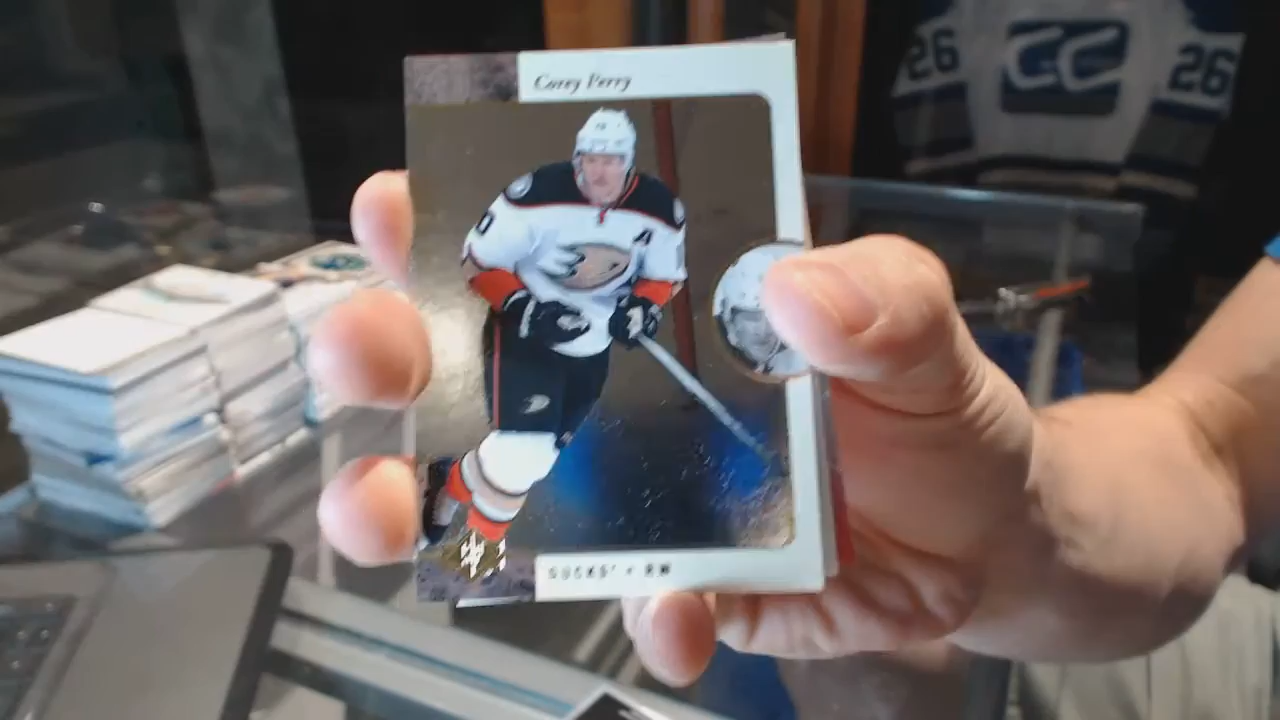 26
26
Corey Perry
DUCKS • RW